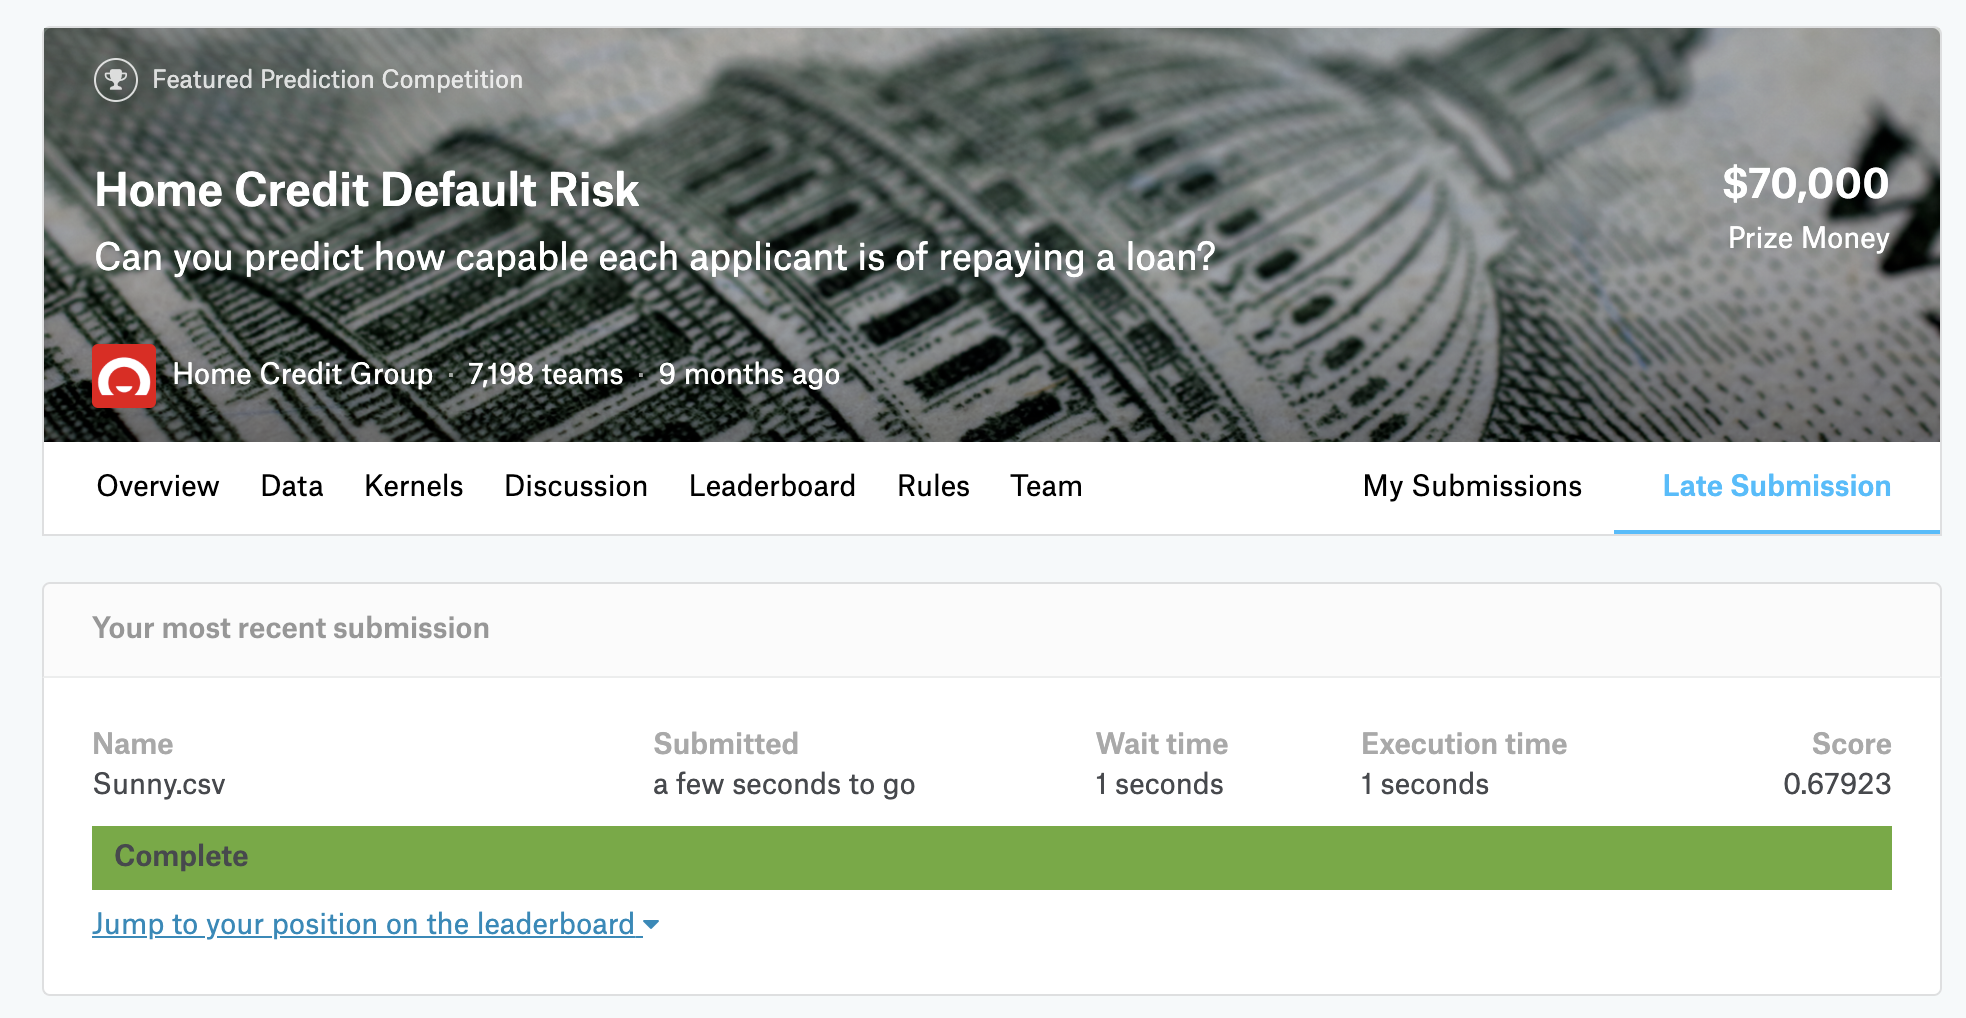 Featured Prediction Competition
Home Credit Default Risk
Can you predict how capable each applicant is of repaying a loan?
$70,000
Prize Money
Home Credit Group · 7,198 teams · 9 months ago
Overview Data Kernels Discussion Leaderboard Rules Team My Submissions Late Submission
Your most recent submission
Name Submitted Wait time Execution time Score
Sunny.csv a few seconds to go 1 seconds 1 seconds 0.67923
Complete
Jump to your position on the leaderboard